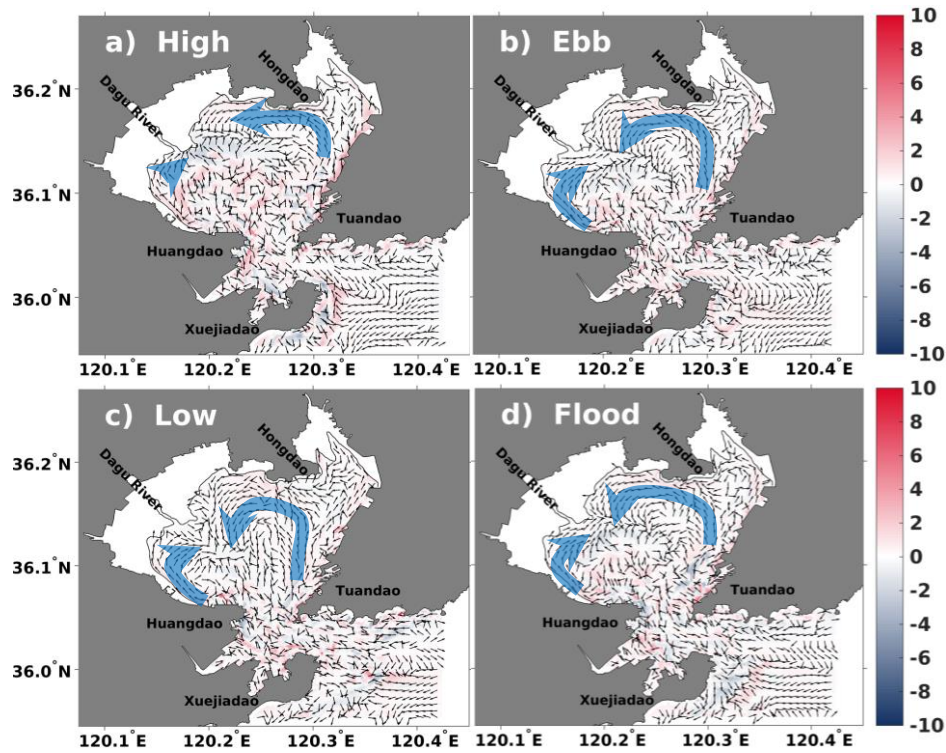 a) High
Hongdao
Dagu River
Tuandao
Huangdao
Xuejiadao
36.2°N
36.1°N
36.0°N
120.1°E 120.2°E 120.3°E 120.4°E
b) Ebb
Hongdao
Dagu River
Tuandao
Huangdao
Xuejiadao
120.1°E 120.2°E 120.3°E 120.4°E
10
8
6
4
2
0
-2
-4
-6
-8
-10
c) Low
Hongdao
Dagu River
Tuandao
Huangdao
Xuejiadao
36.2°N
36.1°N
36.0°N
120.1°E 120.2°E 120.3°E 120.4°E
d) Flood
Hongdao
Dagu River
Tuandao
Huangdao
Xuejiadao
120.1°E 120.2°E 120.3°E 120.4°E
10
8
6
4
2
0
-2
-4
-6
-8
-10